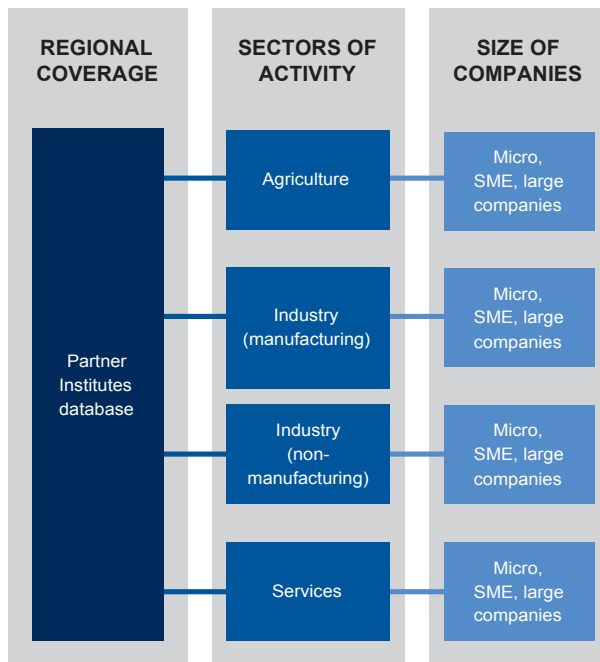 REGIONAL
COVERAGE
SECTORS OF
ACTIVITY
SIZE OF
COMPANIES
Partner
Institutes
database
Agriculture
Micro,
SME, large
companies
Industry
(manufacturing)
Micro,
SME, large
companies
Industry
(non-
manufacturing)
Micro,
SME, large
companies
Services
Micro,
SME, large
companies